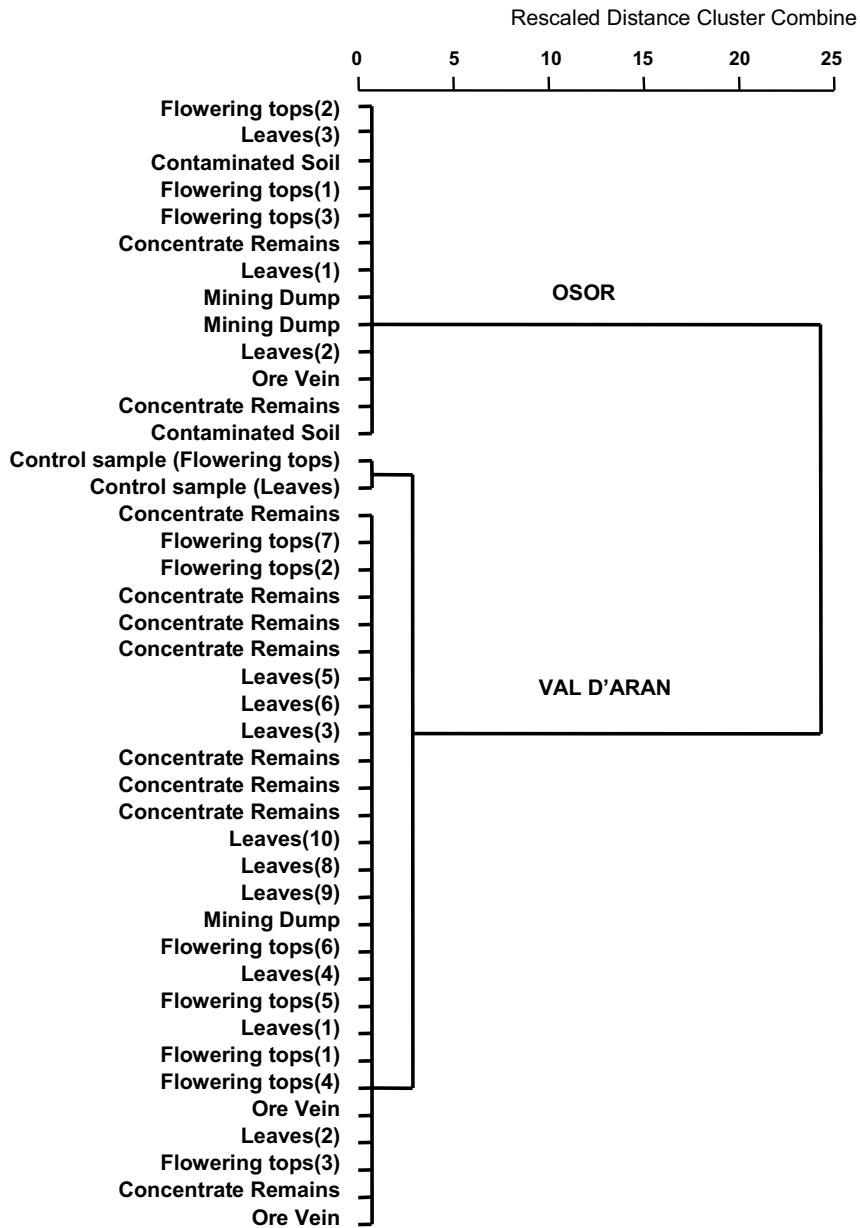 Rescaled Distance Cluster Combine
0 5 10 15 20 25
Flowering tops(2)
Leaves(3)
Contaminated Soil
Flowering tops(1)
Flowering tops(3)
Concentrate Remains
Leaves(1)
Mining Dump
OSOR
Mining Dump
Leaves(2)
Ore Vein
Concentrate Remains
Contaminated Soil
Control sample (Flowering tops)
Control sample (Leaves)
Concentrate Remains
Flowering tops(7)
Flowering tops(2)
Concentrate Remains
Concentrate Remains
Concentrate Remains
Leaves(5)
VAL D’ARAN
Leaves(6)
Leaves(3)
Concentrate Remains
Concentrate Remains
Concentrate Remains
Leaves(10)
Leaves(8)
Leaves(9)
Mining Dump
Flowering tops(6)
Leaves(4)
Flowering tops(5)
Leaves(1)
Flowering tops(1)
Flowering tops(4)
Ore Vein
Leaves(2)
Flowering tops(3)
Concentrate Remains
Ore Vein